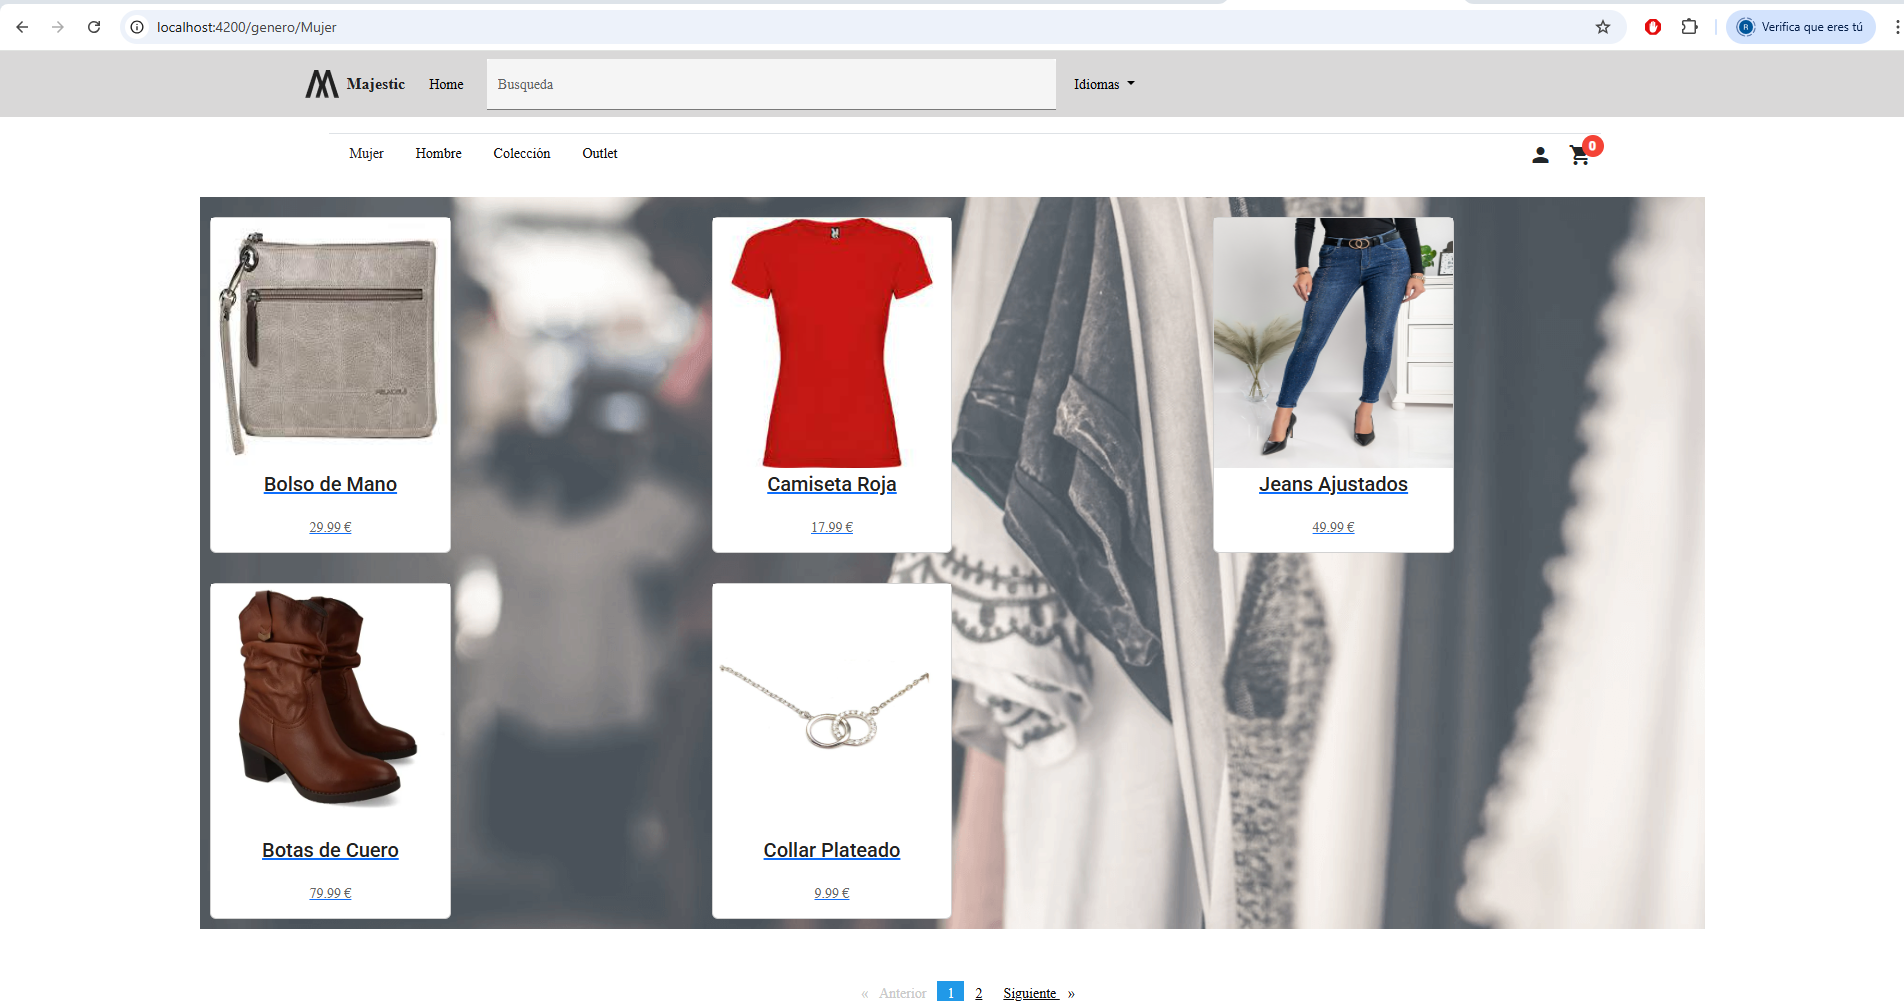 localhost:4200/genero/Mujer
R
Verifica que eres tú
Majestic
Home
Busqueda
Idiomas
Mujer
Hombre
Colección
Outlet
0
Bolso de Mano
29.99 €
Camiseta Roja
17.99 €
Jeans Ajustados
49.99 €
Botas de Cuero
79.99 €
Collar Plateado
9.99 €
« Anterior 1 2 Siguiente »